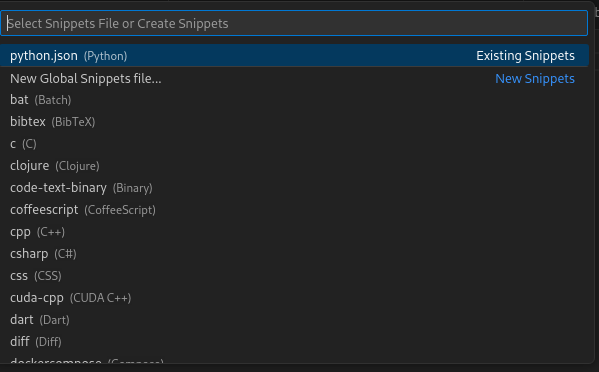 Select Snippets File or Create Snippets
python.json (Python) Existing Snippets
New Global Snippets file... New Snippets
bat (Batch)
bibtex (BibTeX)
c (C)
clojure (Clojure)
code-text-binary (Binary)
coffeescript (CoffeeScript)
cpp (C++)
csharp (C#)
css (CSS)
cuda-cpp (CUDA C++)
dart (Dart)
diff (Diff)
dockercompose (Compose)